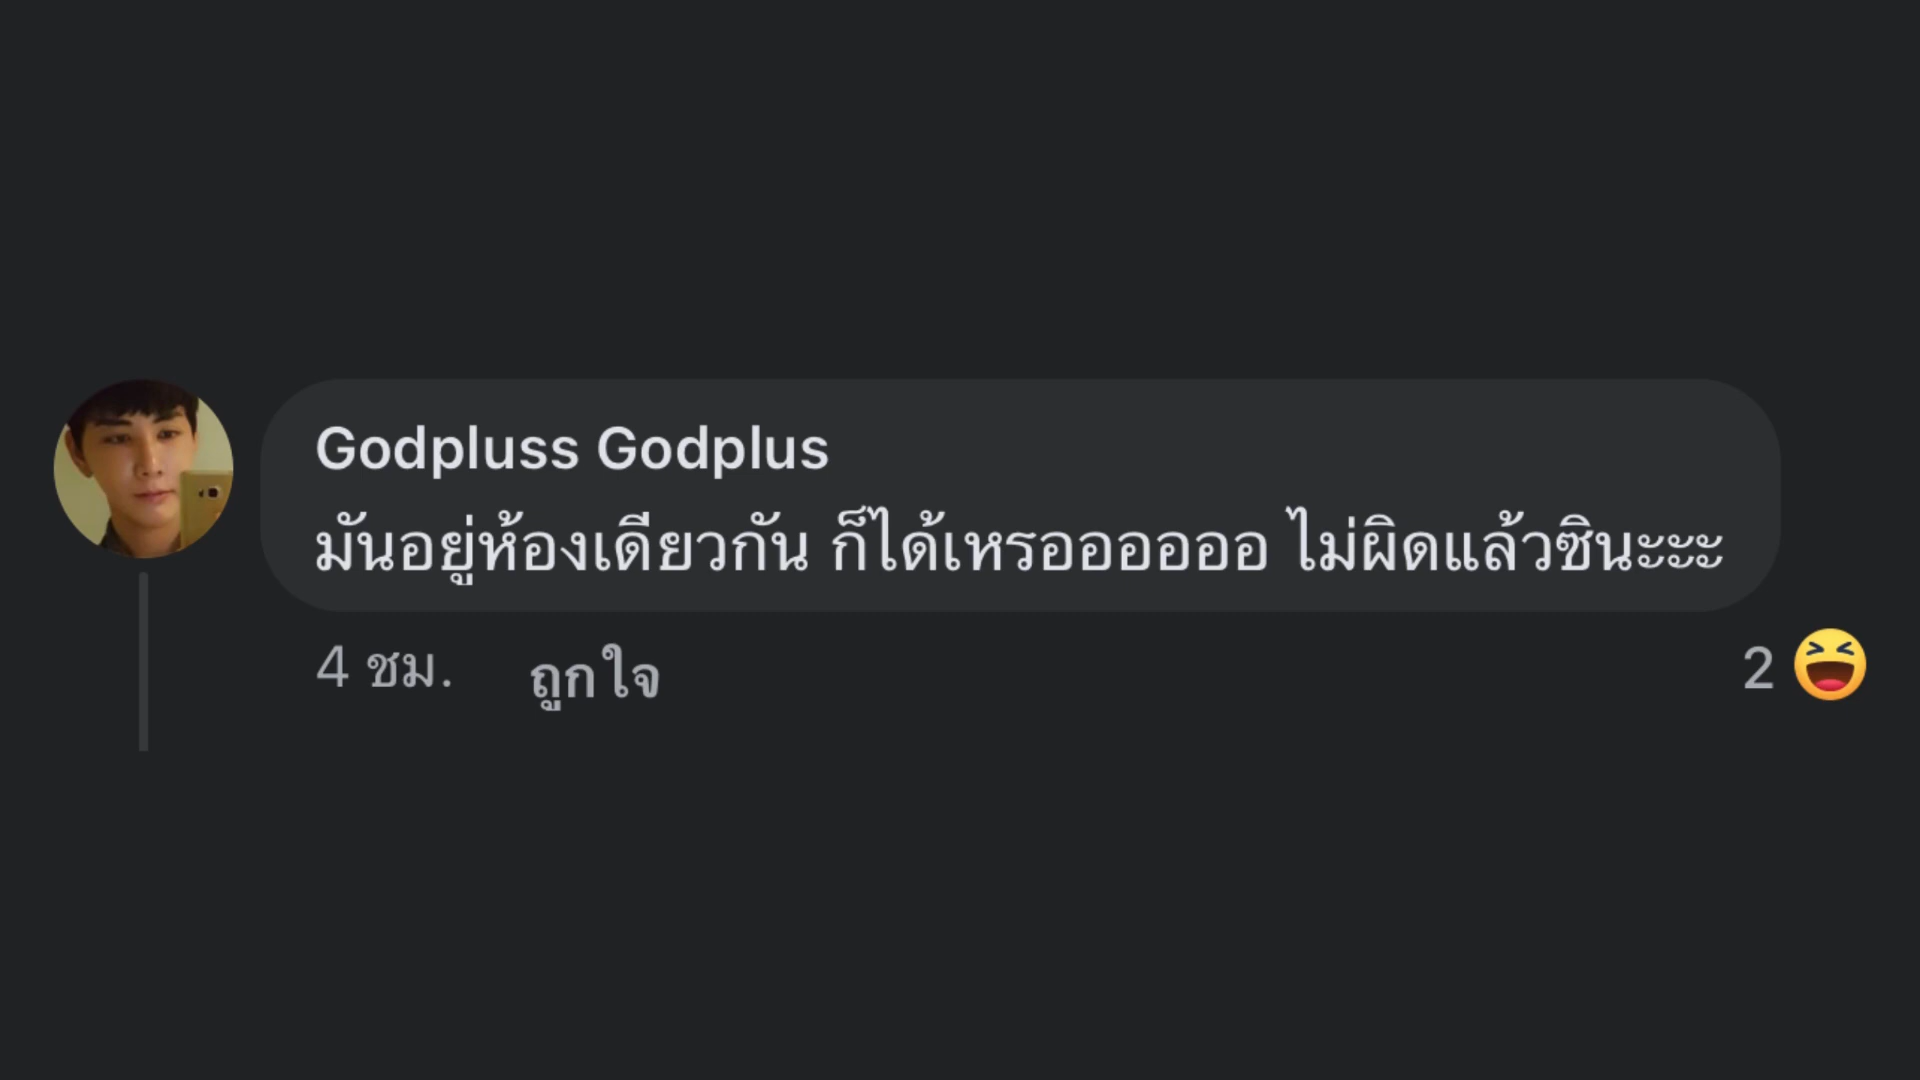 Godpluss Godplus
มันอยู่ห้องเดียวกัน ก็ได้เหรออออออ ไม่ผิดแล้วซินะะะ
4 ชม. ถูกใจ 2